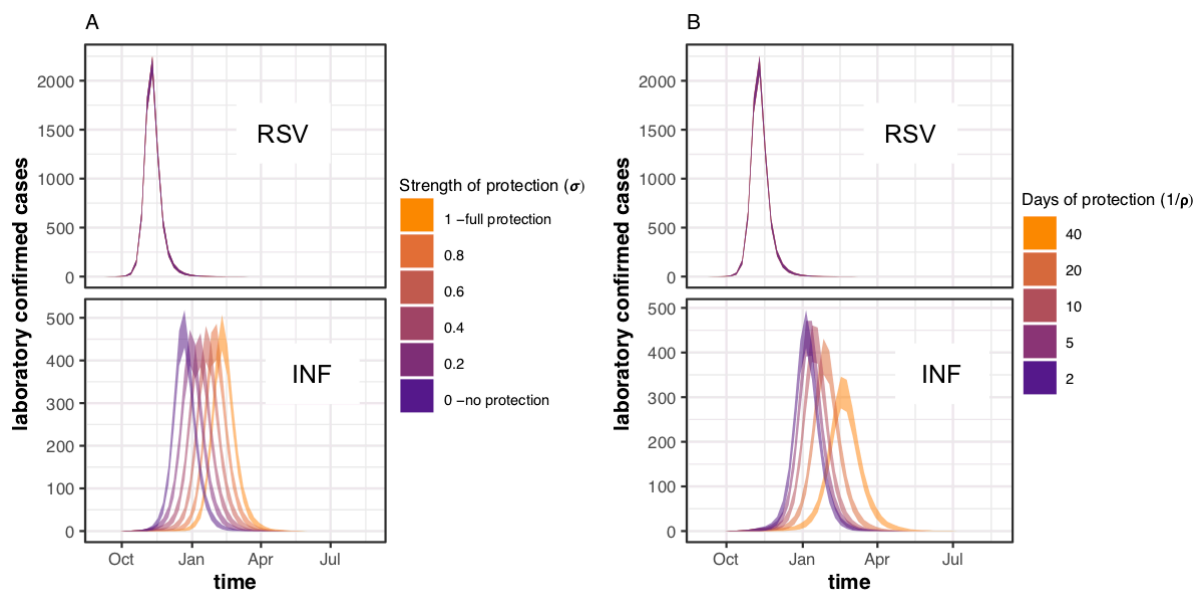 A
laboratory confirmed cases
2000
1500
1000
500
0
RSV
500
400
300
200
100
0
INF
Oct
Jan
Apr
Jul
time
Strength of protection (σ)
1 –full protection
0.8
0.6
0.4
0.2
0 –no protection
B
laboratory confirmed cases
2000
1500
1000
500
0
RSV
500
400
300
200
100
0
INF
Oct
Jan
Apr
Jul
time
Days of protection (1/ρ)
40
20
10
5
2